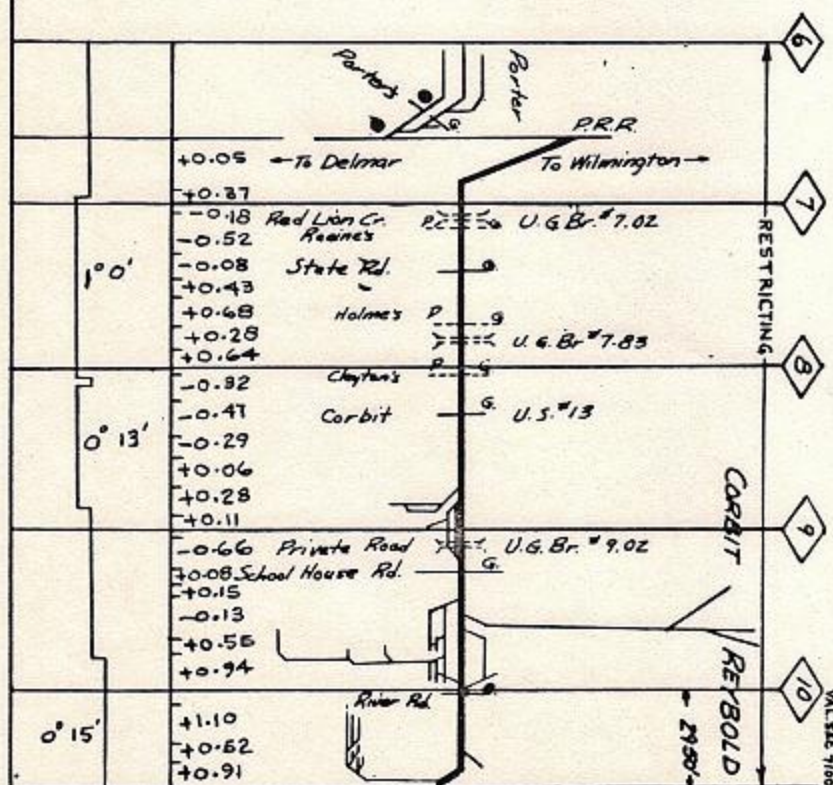 6
Porter's
Porter
G.
P.R.R.
+0.05 ← To Delmar To Wilmington →
+0.37
7
-0.18 Red Lion Cr. P. G U.G. Br. #7.02
-0.52
-0.08 State Rd. G.
+0.43
1° 0'
+0.68 Holme's P G
+0.28 U.G. Br #7.83
+0.64
RESTRICTING
8
-0.32 Clayton's P G
-0.47 Corbit G. U.S. #13
0° 13'
-0.29
+0.06
+0.28
+0.11
CORBIT
9
-0.66 Private Road U.G. Br. #9.02
+0.08 School House Rd. G.
+0.15
-0.13
+0.55
+0.94
REYBOLD
10
River Rd.
0° 15'
+1.10
+0.62
+0.91